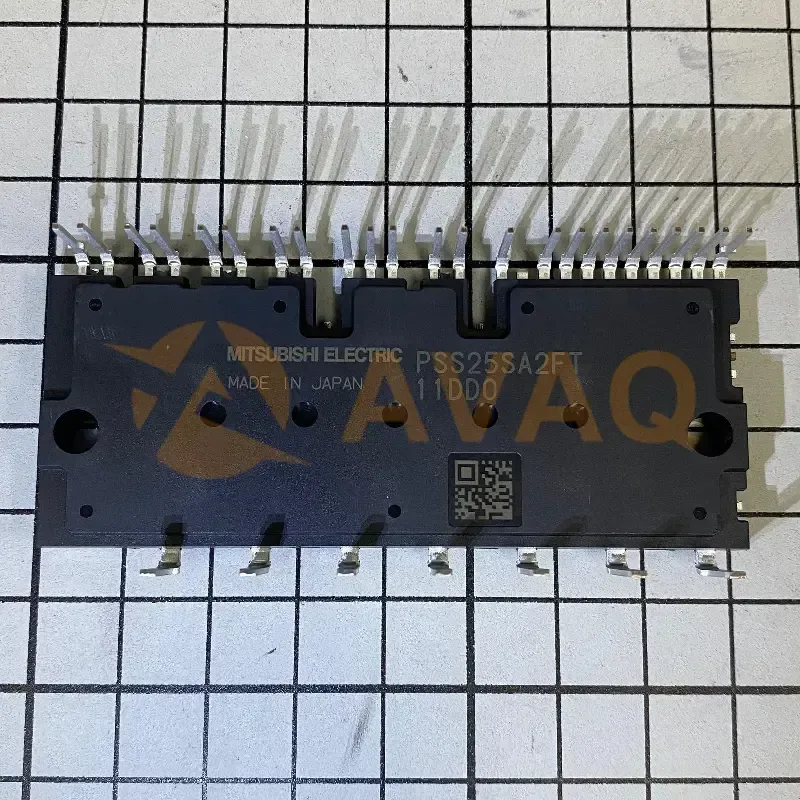 MITSUBISHI ELECTRIC PSS25SA2FT
MADE IN JAPAN 11DD0
AVAQ